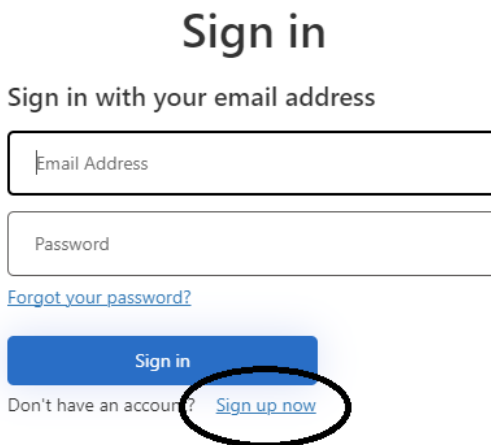 Sign in
Sign in with your email address
Email Address
Password
Forgot your password?
Sign in
Don't have an account? Sign up now